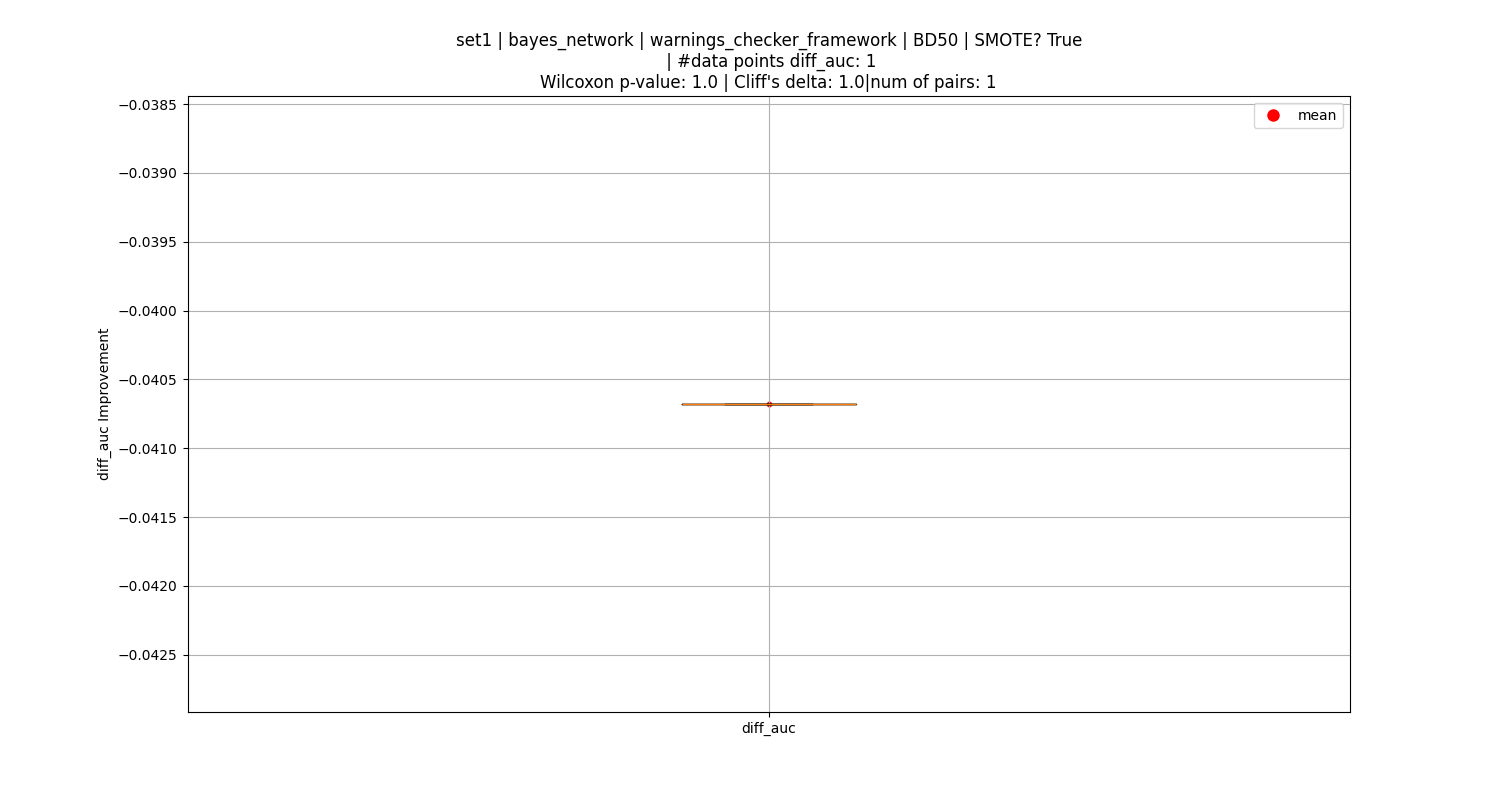 set1 | bayes_network | warnings_checker_framework | BD50 | SMOTE? True
| #data points diff_auc: 1
Wilcoxon p-value: 1.0 | Cliff's delta: 1.0|num of pairs: 1
mean
−0.0385
−0.0390
−0.0395
−0.0400
−0.0405
−0.0410
−0.0415
−0.0420
−0.0425
diff_auc Improvement
diff_auc